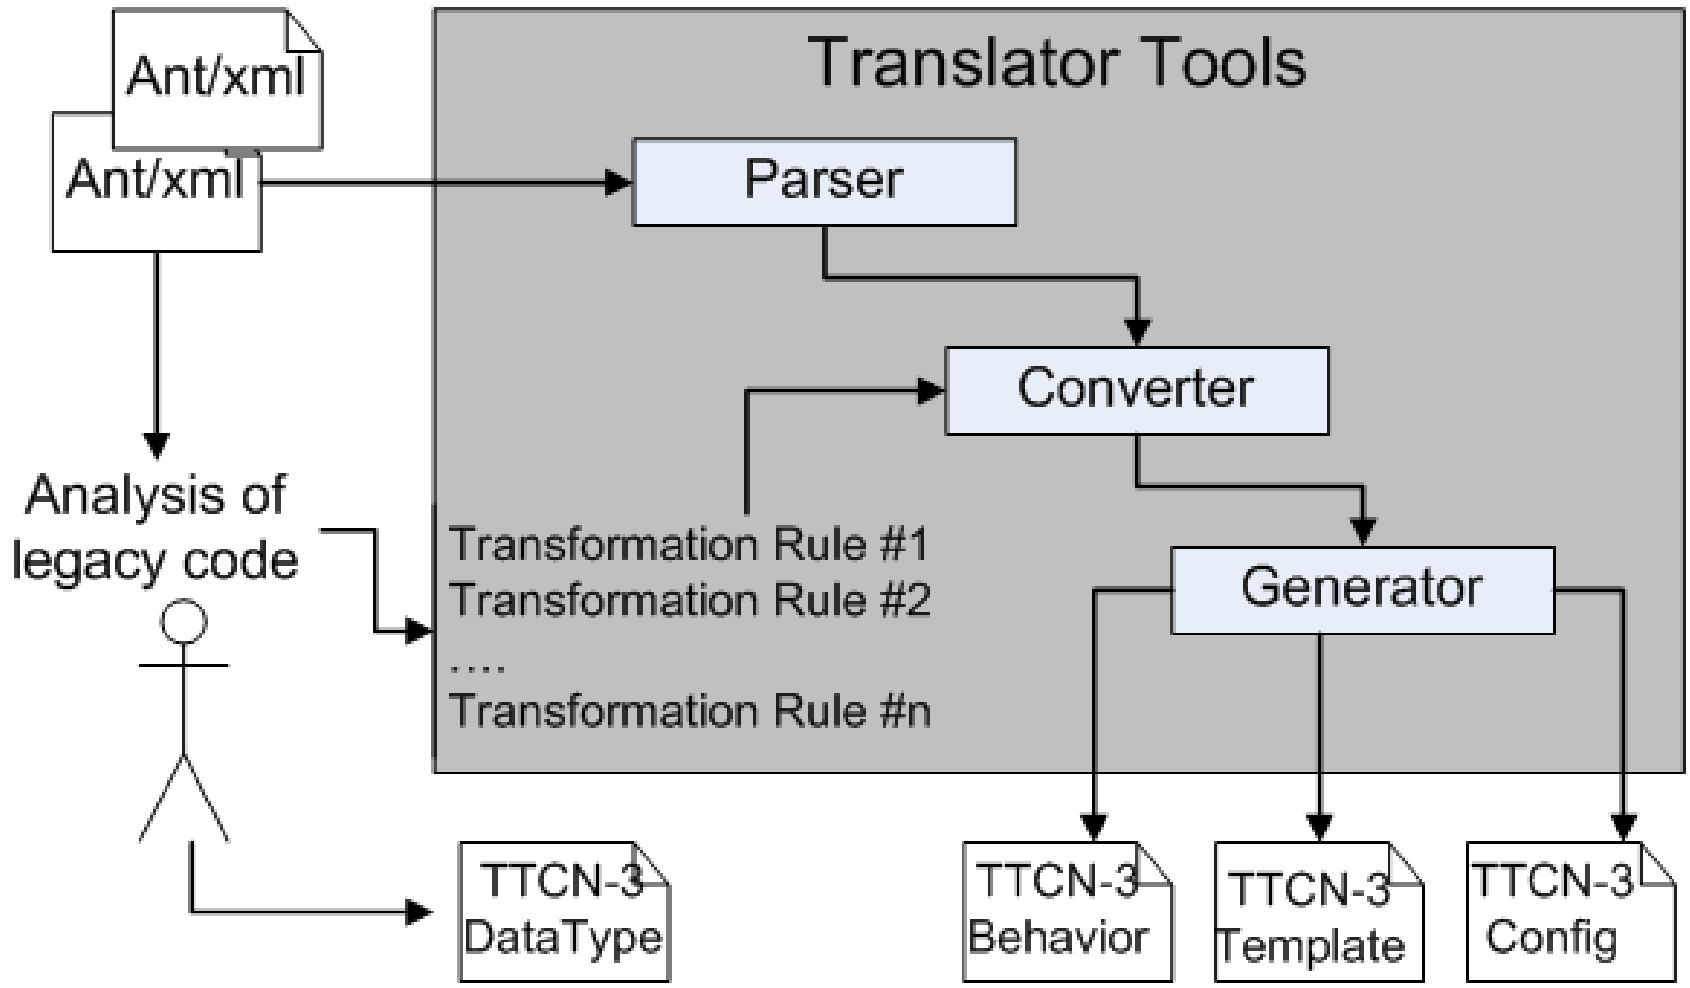 Ant/xml
Ant/xml
Translator Tools
Parser
Converter
Analysis of
legacy code
Transformation Rule #1
Transformation Rule #2
....
Transformation Rule #n
Generator
TTCN-3
DataType
TTCN-3
Behavior
TTCN-3
Template
TTCN-3
Config